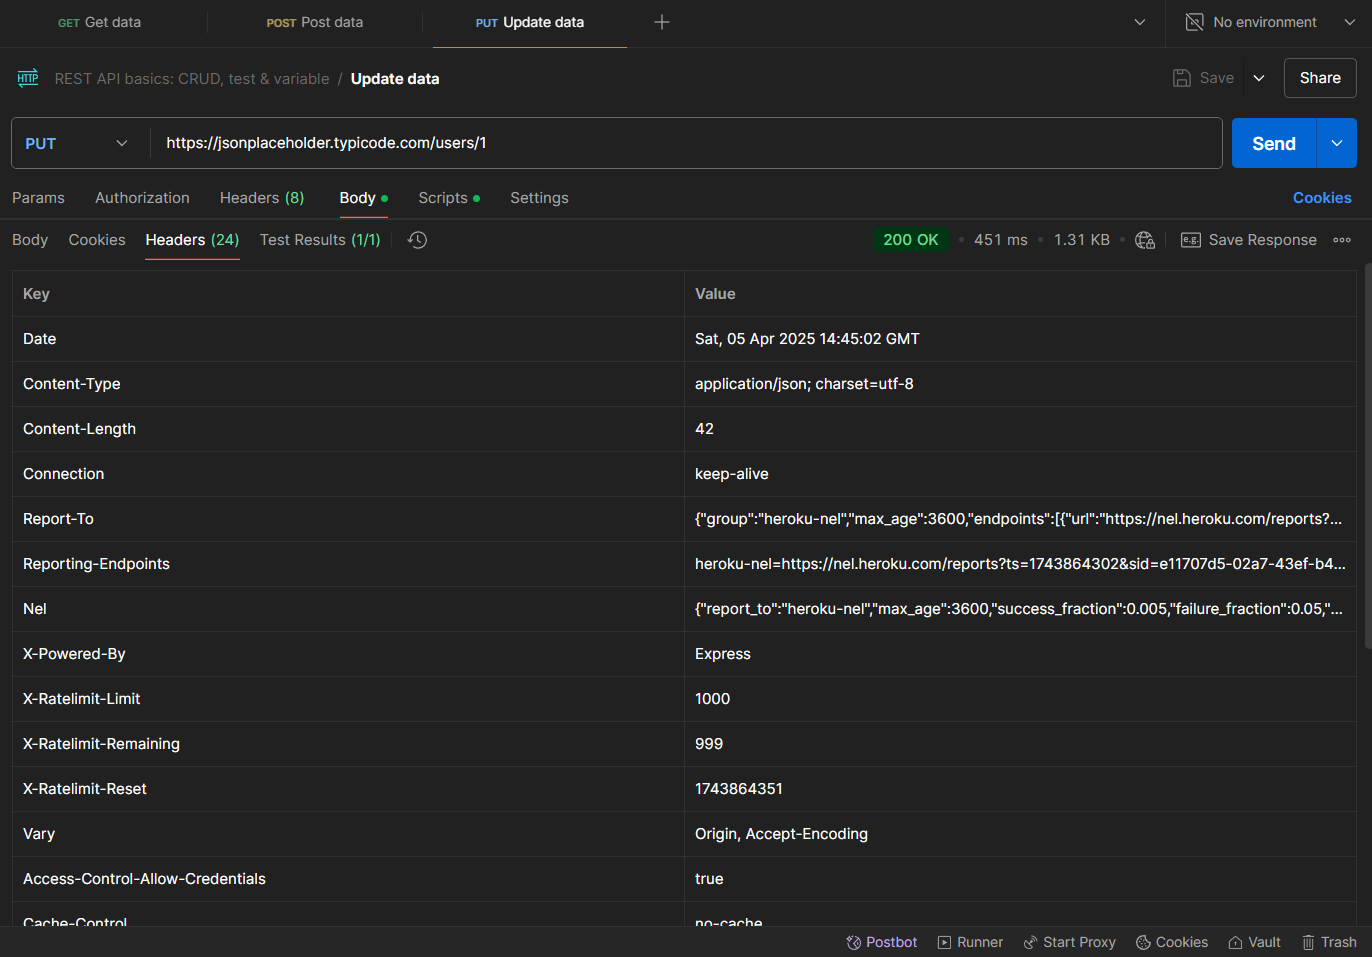 GET Get data
POST Post data
PUT Update data
No environment
HTTP REST API basics: CRUD, test & variable / Update data
Save
Share
PUT
https://jsonplaceholder.typicode.com/users/1
Send
Params Authorization Headers (8) Body Scripts Settings
Cookies
Body Cookies Headers (24) Test Results (1/1)
200 OK • 451 ms • 1.31 KB • e.g. Save Response
Key Value
Date Sat, 05 Apr 2025 14:45:02 GMT
Content-Type application/json; charset=utf-8
Content-Length 42
Connection keep-alive
Report-To {"group":"heroku-nel","max_age":3600,"endpoints":[{"url":"https://nel.heroku.com/reports?...
Reporting-Endpoints heroku-nel=https://nel.heroku.com/reports?ts=1743864302&sid=e11707d5-02a7-43ef-b4...
Nel {"report_to":"heroku-nel","max_age":3600,"success_fraction":0.005,"failure_fraction":0.05,"...
X-Powered-By Express
X-Ratelimit-Limit 1000
X-Ratelimit-Remaining 999
X-Ratelimit-Reset 1743864351
Vary Origin, Accept-Encoding
Access-Control-Allow-Credentials true
Cache-Control no-cache
Postbot Runner Start Proxy Cookies Vault Trash